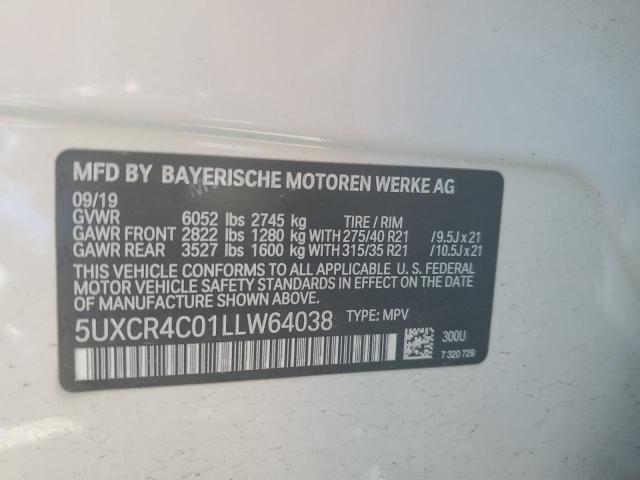 MFD BY BAYERISCHE MOTOREN WERKE AG
09/19
GVWR 6052 lbs 2745 kg TIRE / RIM
GAWR FRONT 2822 lbs 1280 kg WITH 275/40 R21 /9.5J x 21
GAWR REAR 3527 lbs 1600 kg WITH 315/35 R21 /10.5J x 21
THIS VEHICLE CONFORMS TO ALL APPLICABLE U. S. FEDERAL
MOTOR VEHICLE SAFETY STANDARDS IN EFFECT ON THE
DATE OF MANUFACTURE SHOWN ABOVE.
5UXCR4C01LLW64038 TYPE: MPV
300U
7 320 729